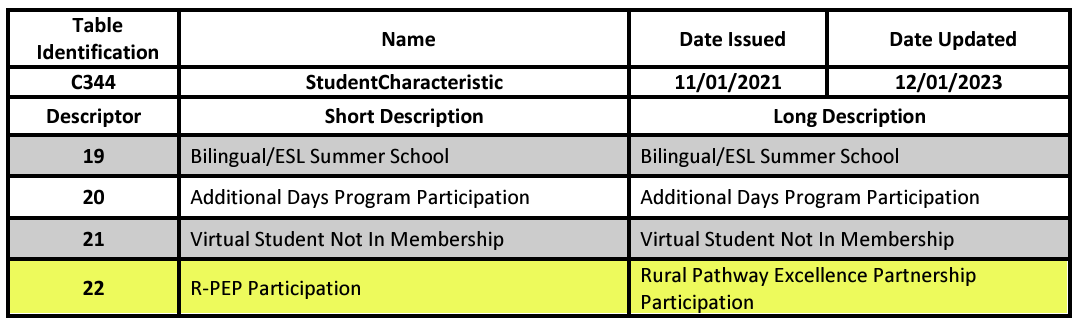 Table Identification Name Date Issued Date Updated
C344 StudentCharacteristic 11/01/2021 12/01/2023
Descriptor Short Description Long Description
19 Bilingual/ESL Summer School Bilingual/ESL Summer School
20 Additional Days Program Participation Additional Days Program Participation
21 Virtual Student Not In Membership Virtual Student Not In Membership
22 R-PEP Participation Rural Pathway Excellence Partnership
Participation